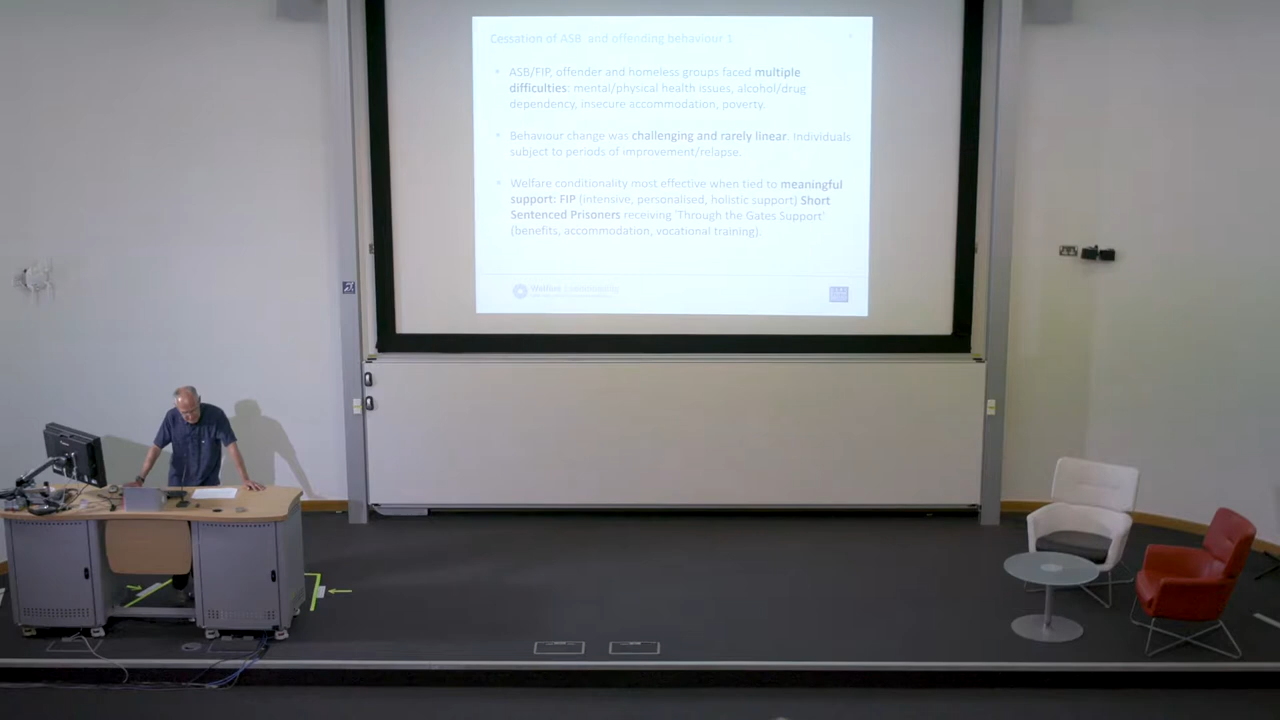 Cessation of ASB and offending behaviour 1
• ASB/FIP, offender and homeless groups faced multiple
difficulties: mental/physical health issues, alcohol/drug
dependency, insecure accommodation, poverty.
• Behaviour change was challenging and rarely linear. Individuals
subject to periods of improvement/relapse.
• Welfare conditionality most effective when tied to meaningful
support: FIP (intensive, personalised, holistic support) Short
Sentenced Prisoners receiving 'Through the Gates Support'
(benefits, accommodation, vocational training).
Welfare Conditionality